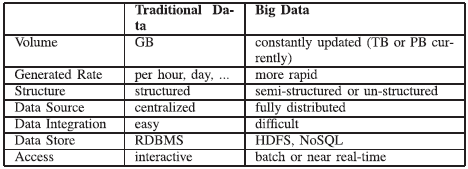 Traditional Da- Big Data
ta
Volume GB constantly updated (TB or PB cur-
rently)
Generated Rate per hour, day, ... more rapid
Structure structured semi-structured or un-structured
Data Source centralized fully distributed
Data Integration easy difficult
Data Store RDBMS HDFS, NoSQL
Access interactive batch or near real-time